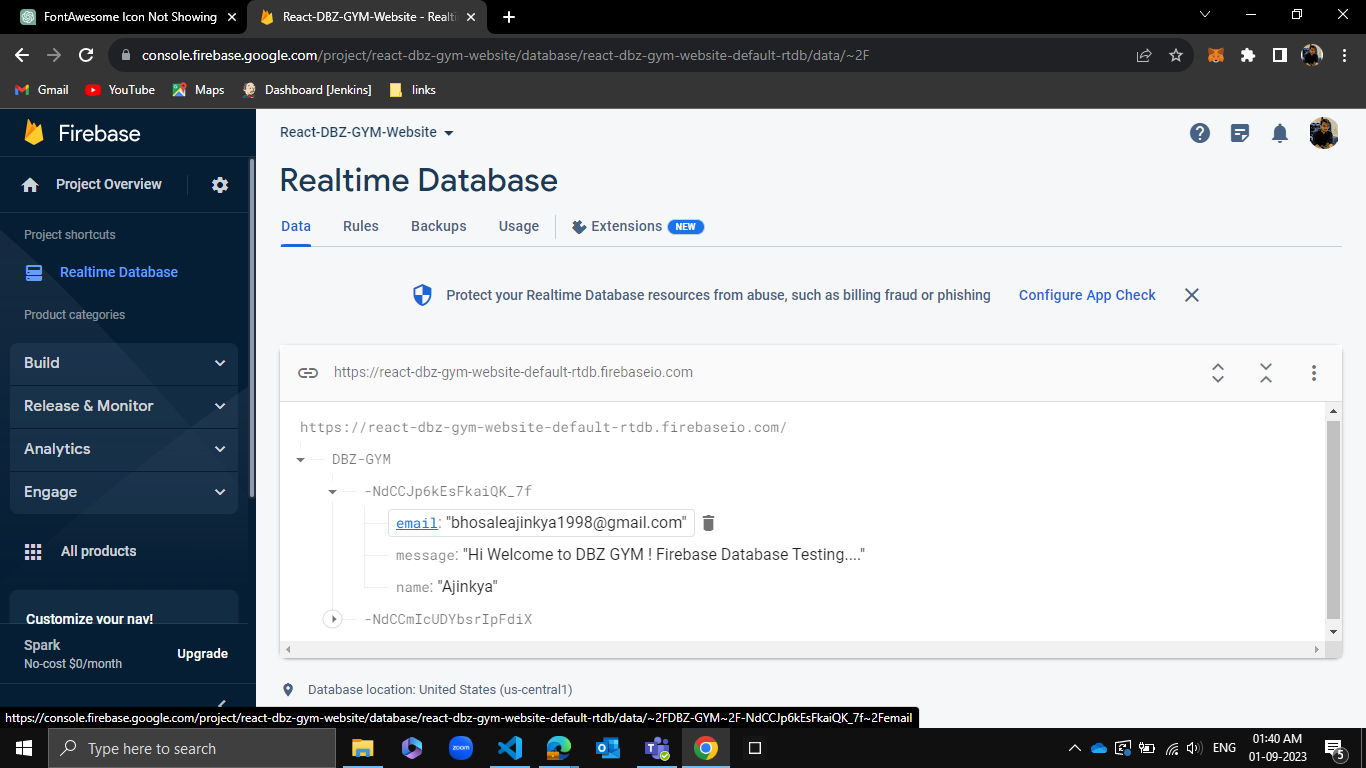 FontAwesome Icon Not Showing
React-DBZ-GYM-Website - Realti
console.firebase.google.com/project/react-dbz-gym-website/database/react-dbz-gym-website-default-rtdb/data/~2F
Gmail
YouTube
Maps
Dashboard [Jenkins]
links
Firebase
React-DBZ-GYM-Website
Project Overview
Realtime Database
Data
Rules
Backups
Usage
Extensions
NEW
Project shortcuts
Realtime Database
Product categories
Protect your Realtime Database resources from abuse, such as billing fraud or phishing
Configure App Check
Build
Release & Monitor
Analytics
Engage
All products
https://react-dbz-gym-website-default-rtdb.firebaseio.com
https://react-dbz-gym-website-default-rtdb.firebaseio.com/
DBZ-GYM
-NdCCJp6kEsFkaiQK_7f
email: "bhosaleajinkya1998@gmail.com"
message: "Hi Welcome to DBZ GYM ! Firebase Database Testing...."
name: "Ajinkya"
-NdCCmIcUDYbsrIpFdiX
Customize your nav!
Spark
No-cost $0/month
Upgrade
Database location: United States (us-central1)
https://console.firebase.google.com/project/react-dbz-gym-website/database/react-dbz-gym-website-default-rtdb/data/~2FDBZ-GYM~2F-NdCCJp6kEsFkaiQK_7f~2Femail
Type here to search
zoom
ENG
01:40 AM
01-09-2023
5